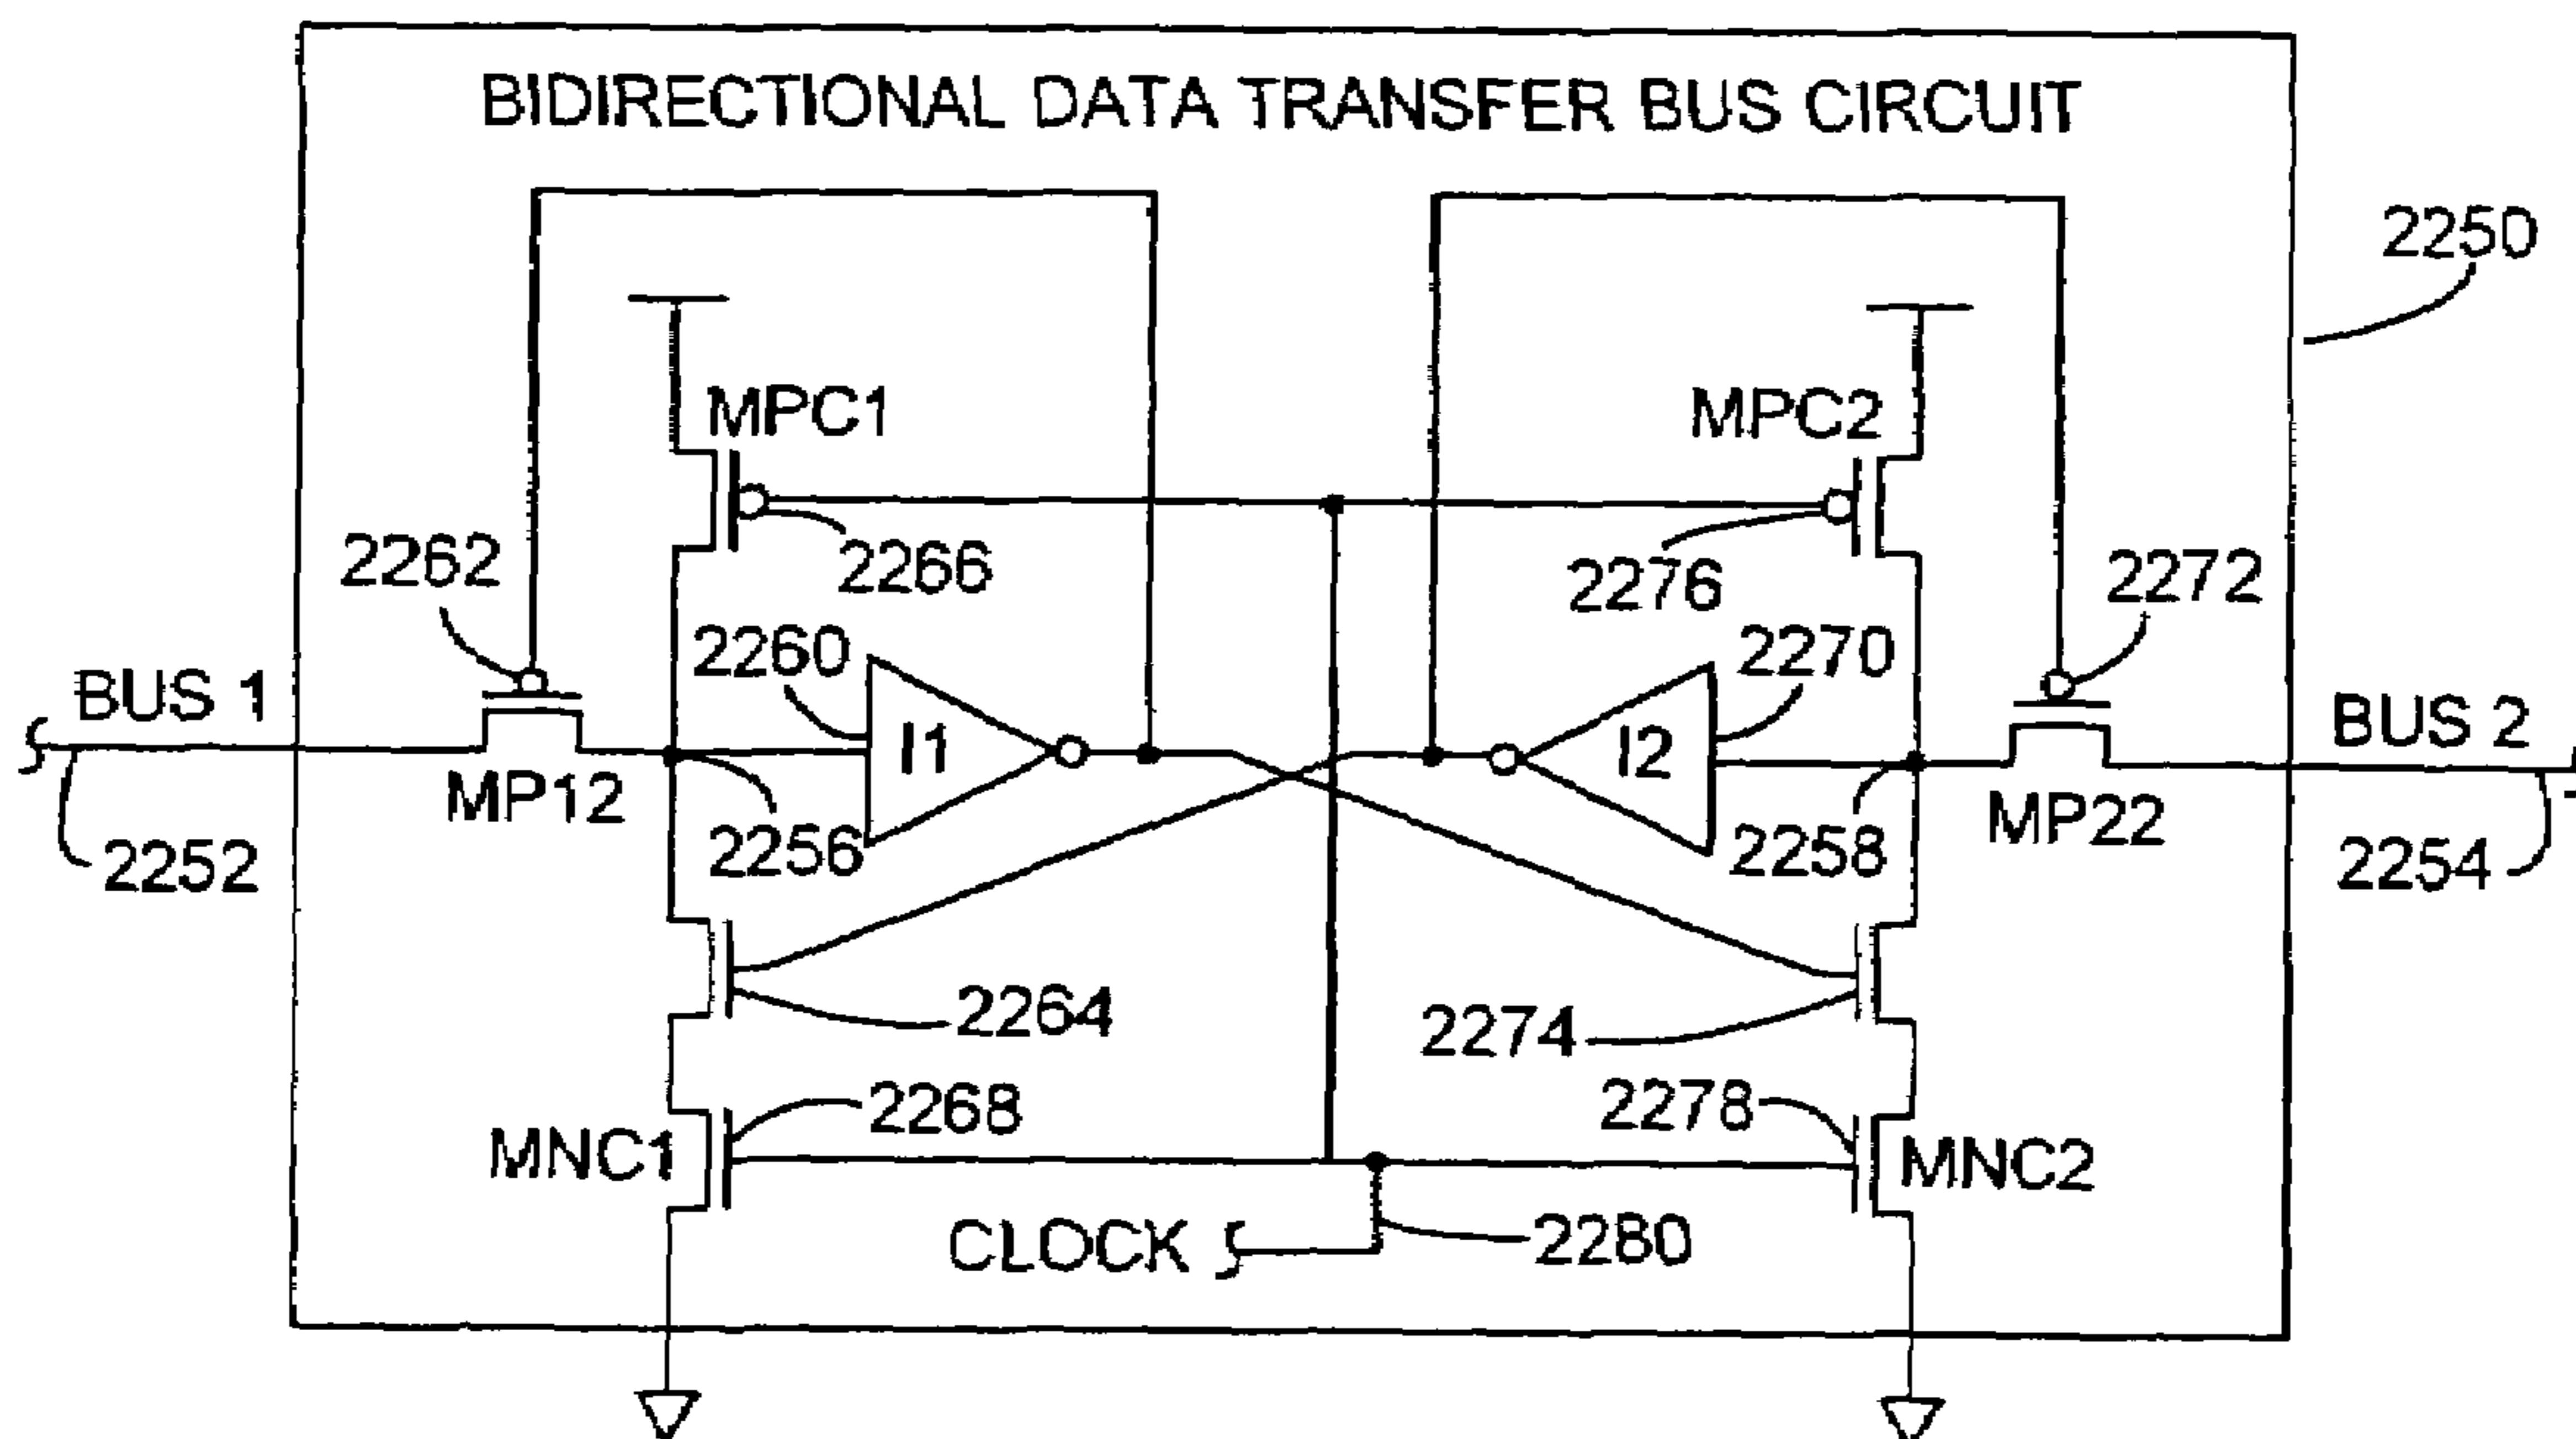 BIDIRECTIONAL DATA TRANSFER BUS CIRCUIT
2250
MPC1
MPC2
2262
2266
2276
2272
BUS 1
2260
I1
I2
2270
BUS 2
MP12
2256
2258
MP22
2252
2254
2264
2274
MNC1
2268
2278
MNC2
CLOCK
2280